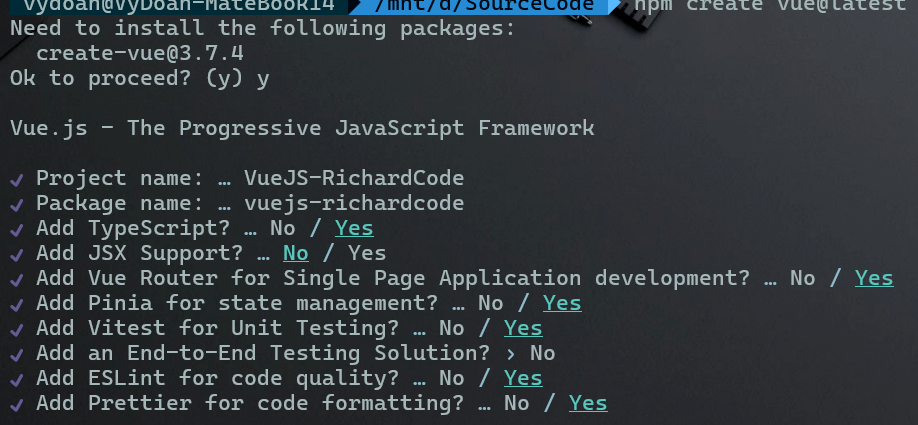 vydoan@VyDoan-MateBook14 /mnt/d/SourceCode npm create vue@latest
Need to install the following packages:
create-vue@3.7.4
Ok to proceed? (y) y
Vue.js - The Progressive JavaScript Framework
✔ Project name: … VueJS-RichardCode
✔ Package name: … vuejs-richardcode
✔ Add TypeScript? … No / Yes
✔ Add JSX Support? … No / Yes
✔ Add Vue Router for Single Page Application development? … No / Yes
✔ Add Pinia for state management? … No / Yes
✔ Add Vitest for Unit Testing? … No / Yes
✔ Add an End-to-End Testing Solution? › No
✔ Add ESLint for code quality? … No / Yes
✔ Add Prettier for code formatting? … No / Yes